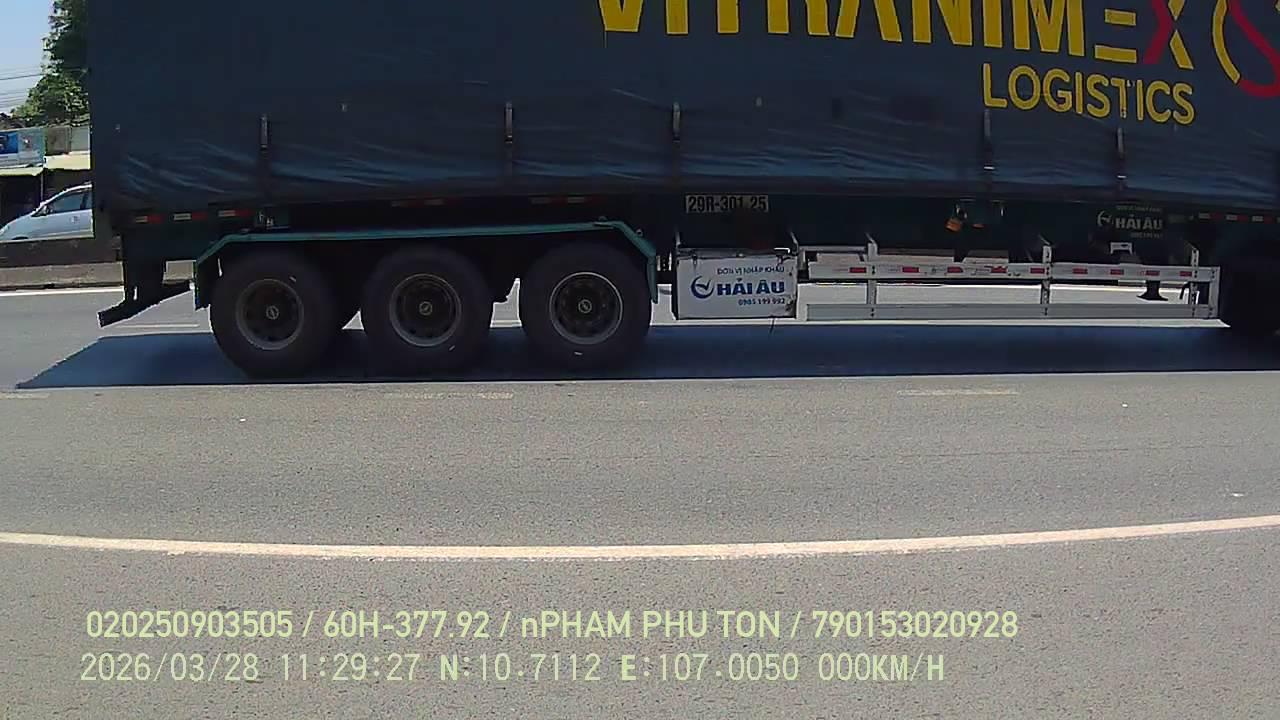 VITRANIMEX
LOGISTICS
29R-301.25
HẢI ÂU
ĐƠN VỊ NHẬP KHẨU
HẢI ÂU
0985 199 992
020250903505 / 60H-377.92 / nPHAM PHU TON / 790153020928
2026/03/28 11:29:27 N:10.7112 E:107.0050 000KM/H